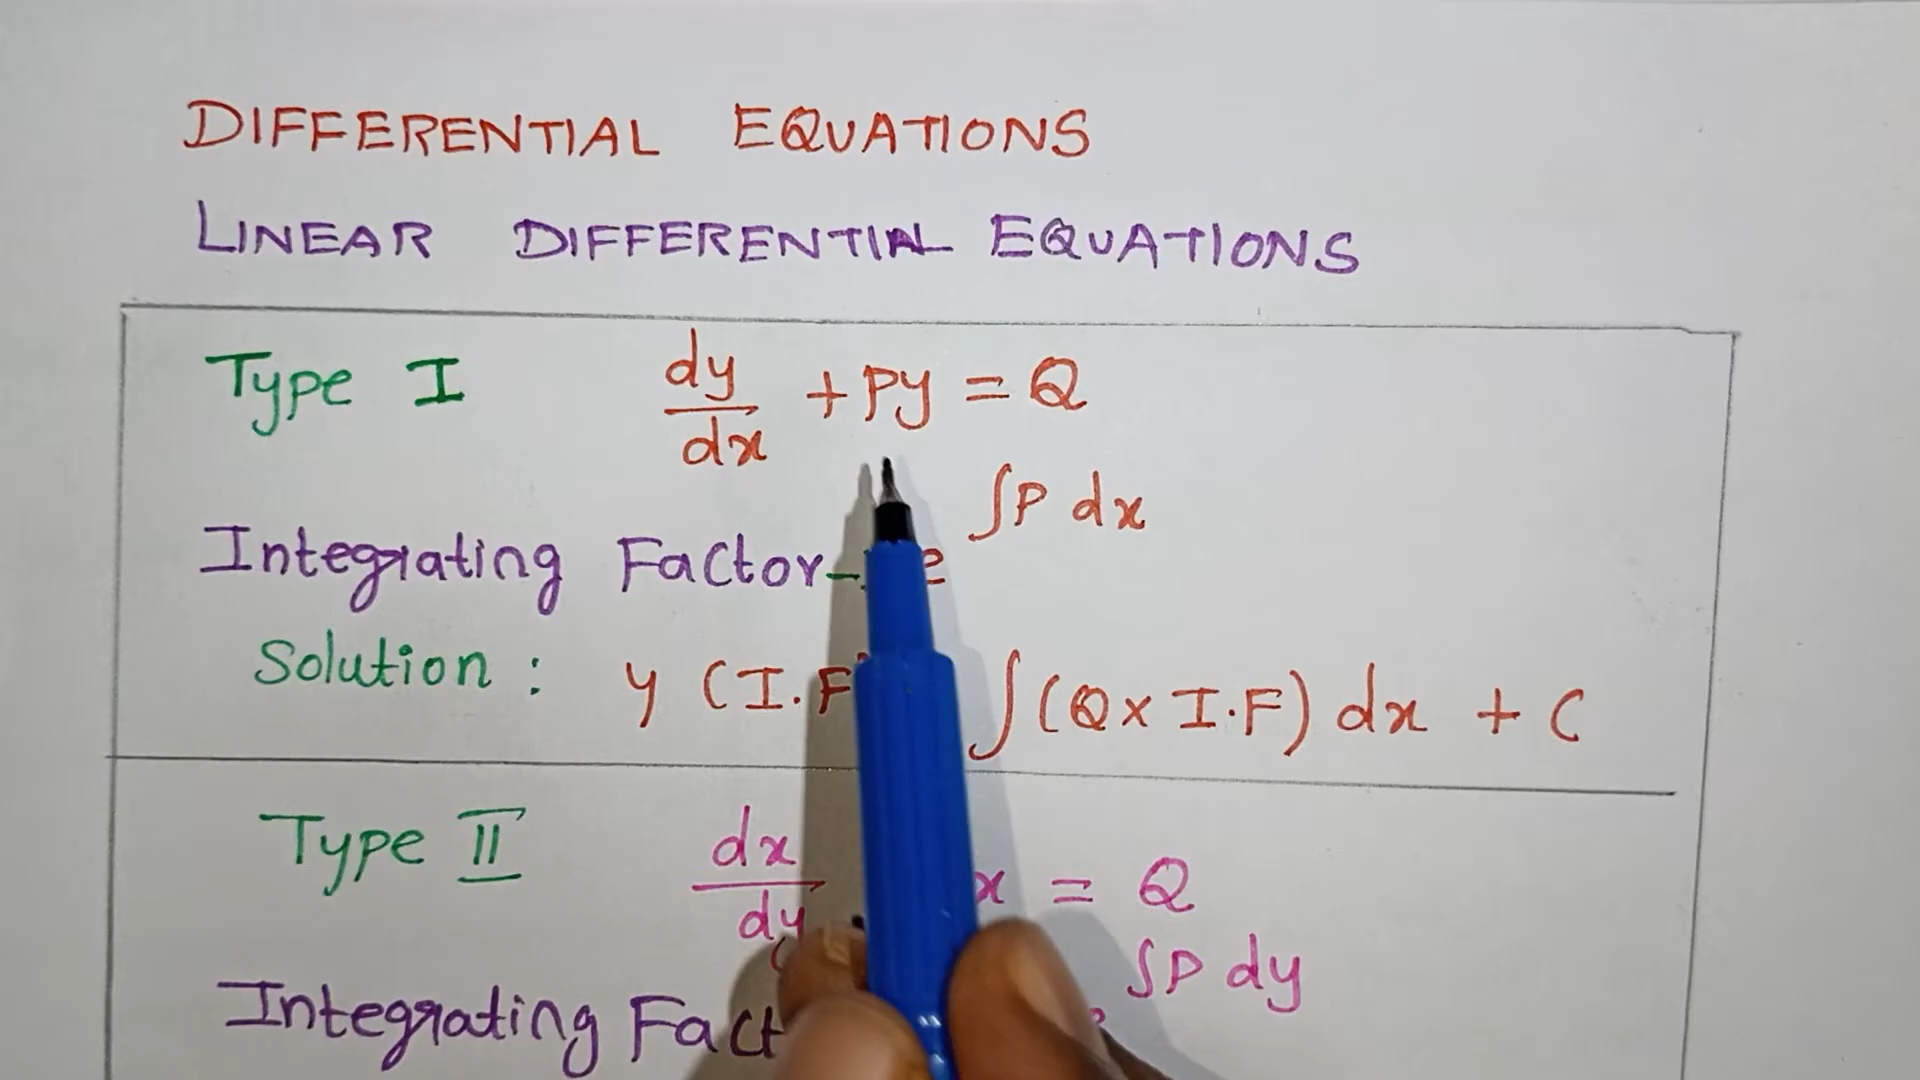 DIFFERENTIAL EQUATIONS
LINEAR DIFFERENTIAL EQUATIONS
Type I dy/dx + Py = Q
Integrating Factor - e ∫P dx
Solution : y (I.F ∫(Q x I.F) dx + C
Type II dx/dy x = Q
Integrating Fact ∫P dy